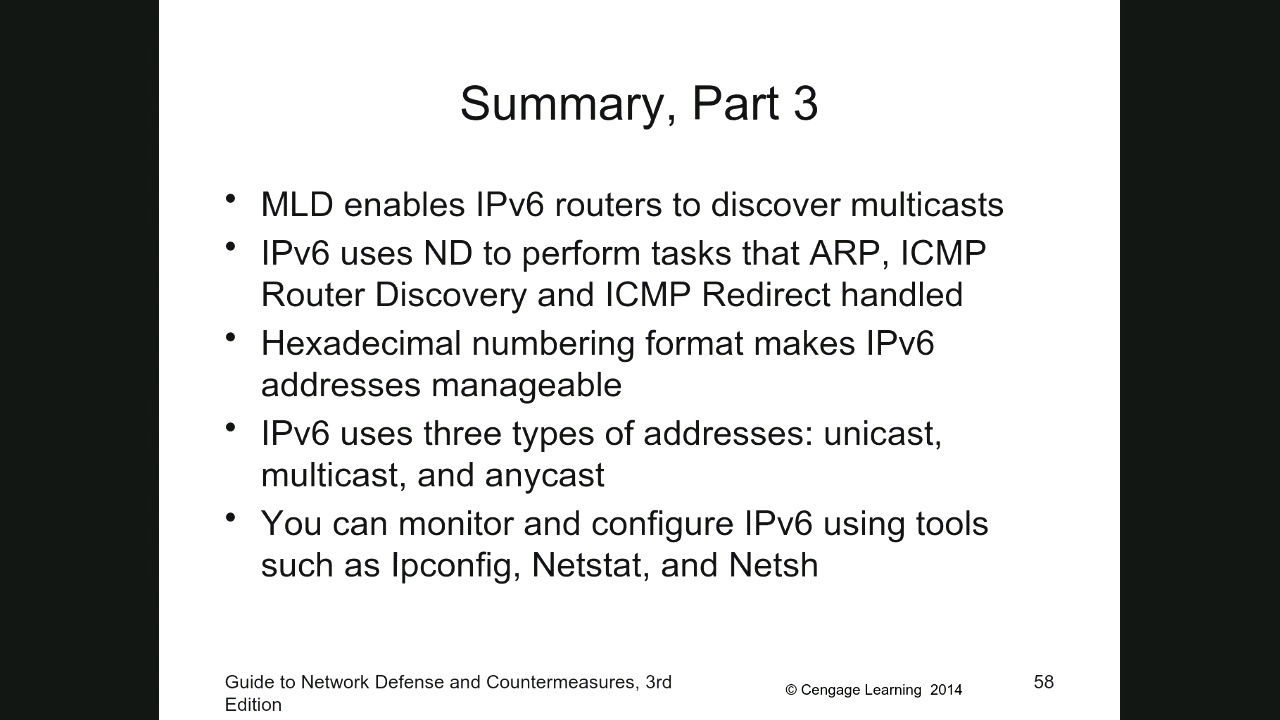 Summary, Part 3
• MLD enables IPv6 routers to discover multicasts
• IPv6 uses ND to perform tasks that ARP, ICMP
Router Discovery and ICMP Redirect handled
• Hexadecimal numbering format makes IPv6
addresses manageable
• IPv6 uses three types of addresses: unicast,
multicast, and anycast
• You can monitor and configure IPv6 using tools
such as Ipconfig, Netstat, and Netsh
Guide to Network Defense and Countermeasures, 3rd
Edition
© Cengage Learning 2014
58